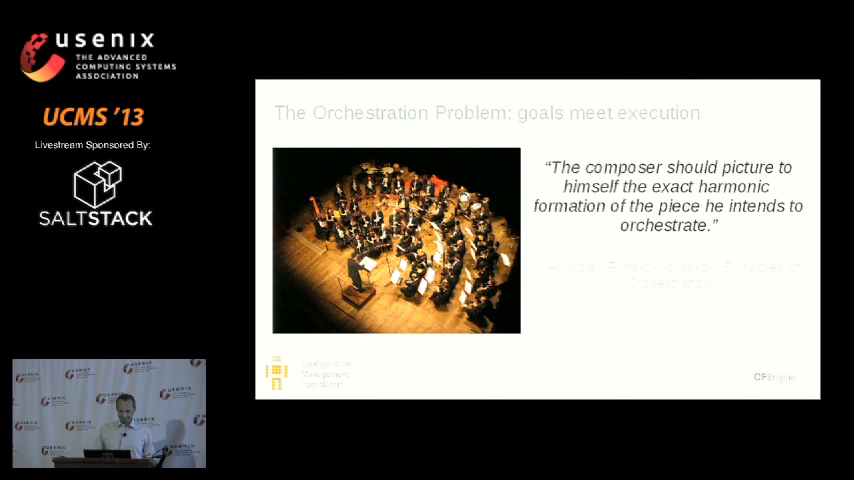 usenix
THE ADVANCED
COMPUTING SYSTEMS
ASSOCIATION
UCMS '13
Livestream Sponsored By:
SALTSTACK
The Orchestration Problem: goals meet execution
“The composer should picture to
himself the exact harmonic
formation of the piece he intends to
orchestrate.”
Principles of
Orchestration
Configuration
Management
CFEngine
usenix